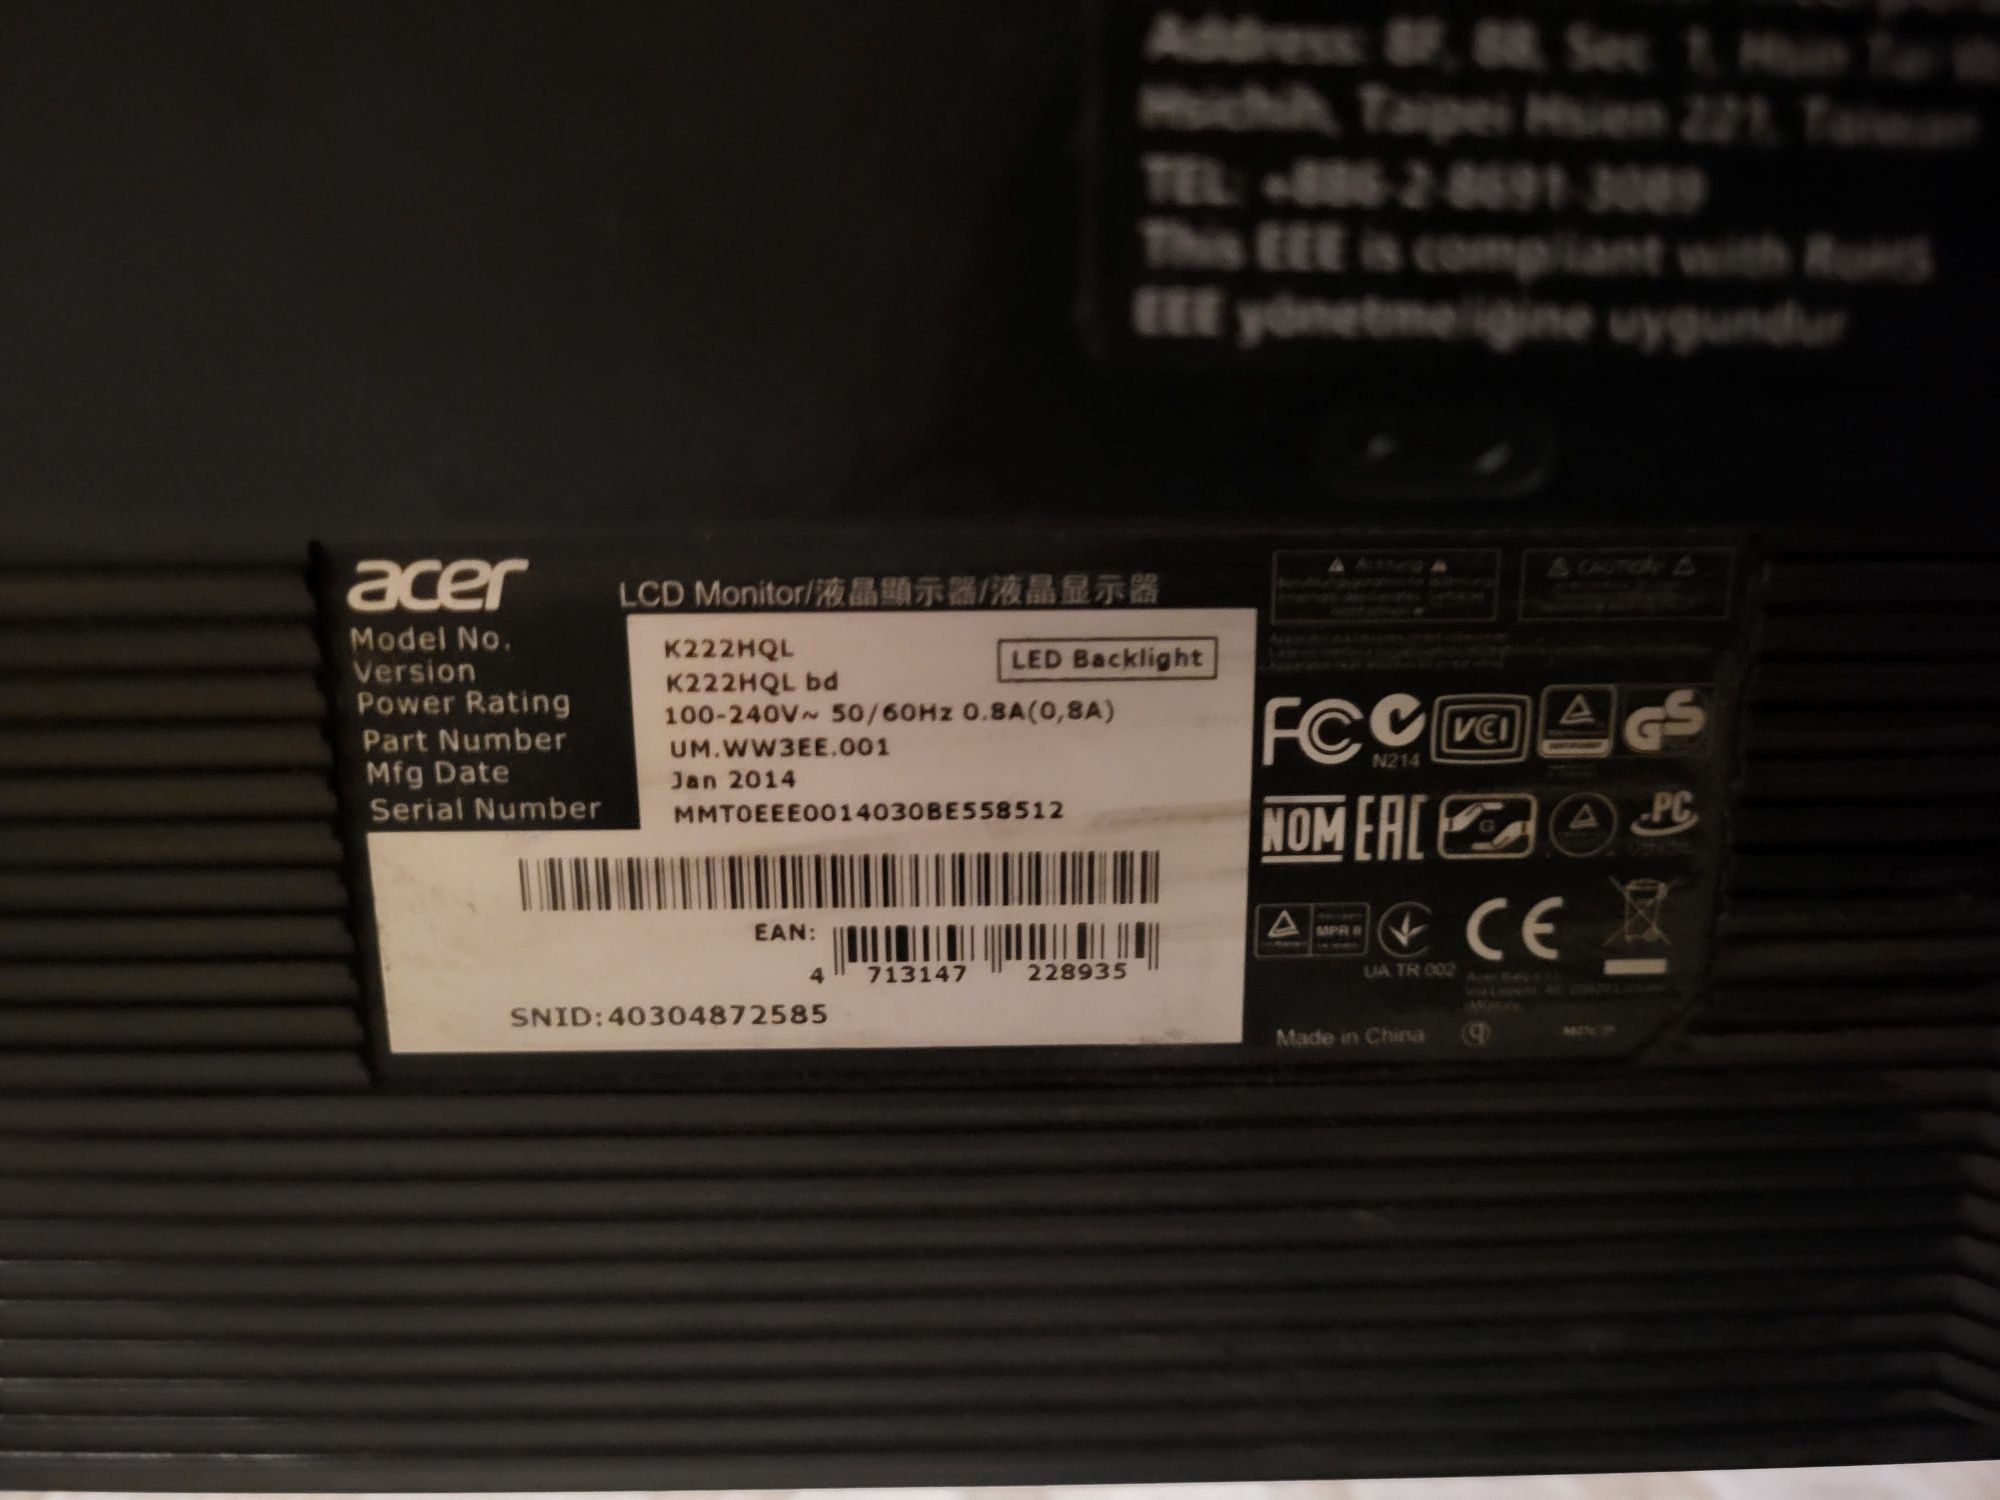 Address: 8F, 88, Sec 1, Hsin Tai
Hsichih, Taipei Hsien 221, Taiwan
TEL: +886-2-8691-3089
This EEE is compliant with RoHS
EEE yönetmeliğine uygundur
acer
LCD Monitor/液晶顯示器/液晶显示器
Model No. K222HQL
LED Backlight
Version K222HQL bd
Power Rating 100-240V~ 50/60Hz 0.8A(0,8A)
Part Number UM.WW3EE.001
Mfg Date Jan 2014
Serial Number MMT0EEE0014030BE558512
EAN:
4 713147 228935
SNID:40304872585
Achtung
CAUTION
FC
N214
VCI
GS
NOM EAC
PC
MPR II
UA.TR.002
CE
Made in China